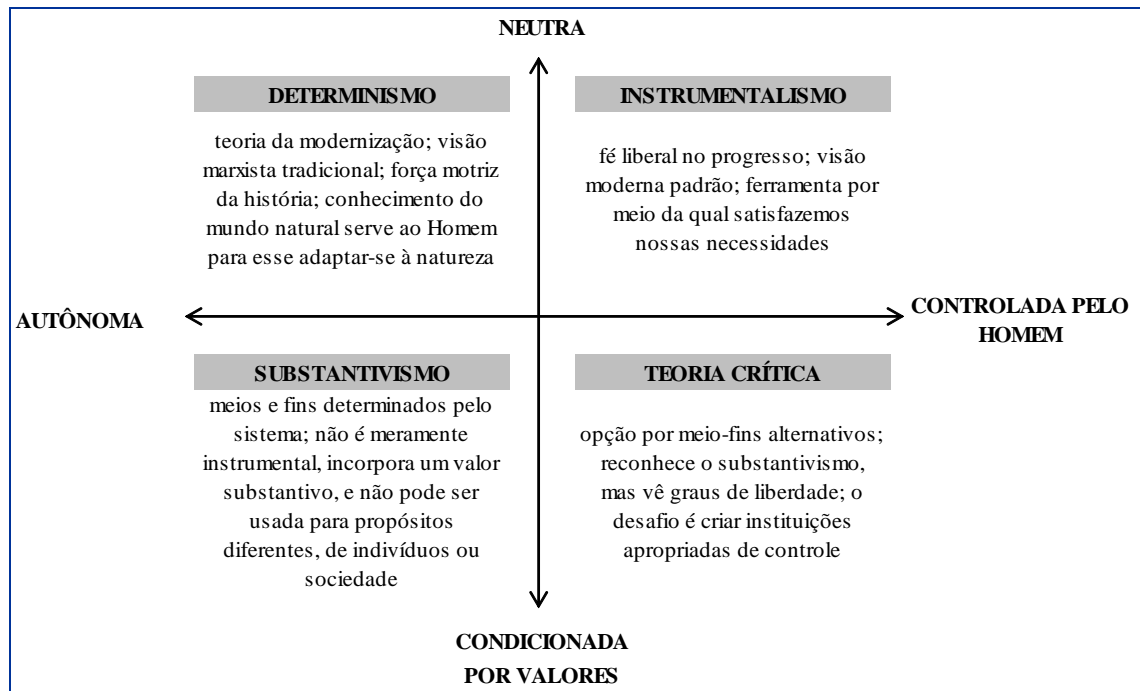 NEUTRA
DETERMINISMO
teoria da modernização; visão
marxista tradicional; força motriz
da história; conhecimento do
mundo natural serve ao Homem
para esse adaptar-se à natureza
INSTRUMENTALISMO
fé liberal no progresso; visão
moderna padrão; ferramenta por
meio da qual satisfazemos
nossas necessidades
AUTÔNOMA
CONTROLADA PELO
HOMEM
SUBSTANTIVISMO
meios e fins determinados pelo
sistema; não é meramente
instrumental, incorpora um valor
substantivo, e não pode ser
usada para propósitos
diferentes, de indivíduos ou
sociedade
TEORIA CRÍTICA
opção por meio-fins alternativos;
reconhece o substantivismo,
mas vê graus de liberdade; o
desafio é criar instituições
apropriadas de controle
CONDICIONADA
POR VALORES